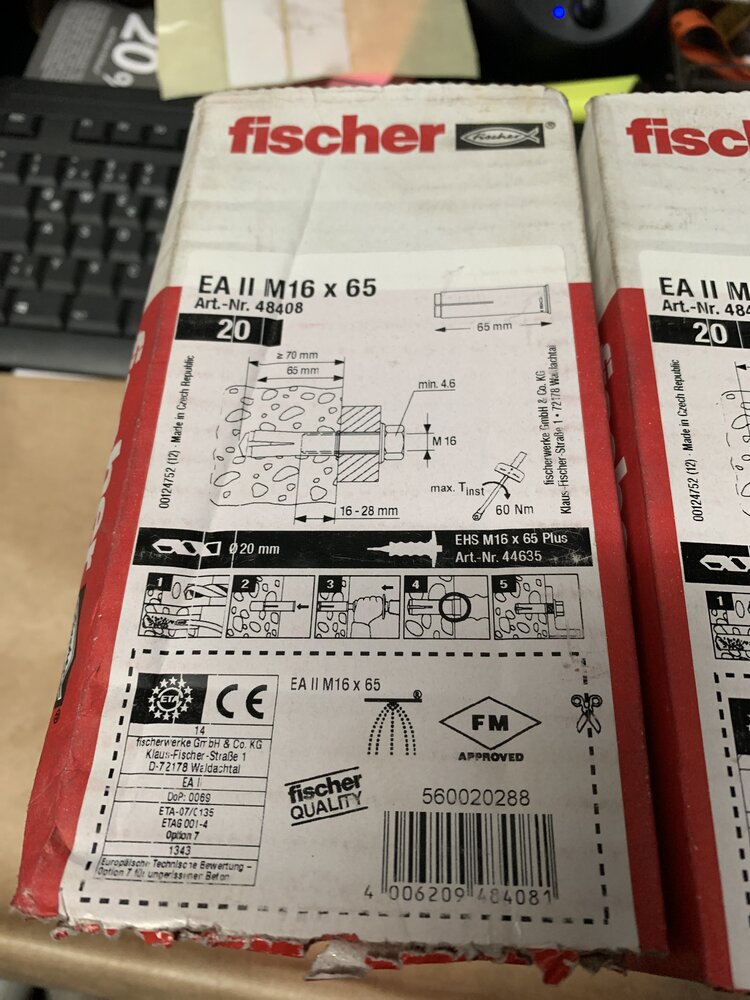 20g
fischer
fischer ®
EA II M16 x 65
Art.-Nr. 48408
20
65 mm
≥ 70 mm
65 mm
min. 4.6
M 16
max. Tinst
60 Nm
16 - 28 mm
00124752 (12) · Made in Czech Republic
fischerwerke GmbH & Co. KG
Klaus-Fischer-Straße 1 • 72178 Waldachtal
Ø 20 mm
EHS M16 x 65 Plus
Art.-Nr. 44635
1 2 3 4 5
ETA CE
EA II M16 x 65
®
FM
APPROVED
14
fischerwerke GmbH & Co. KG
Klaus-Fischer-Straße 1
D-72178 Waldachtal
EA II
DoP: 0069
ETA-07/0135
ETAG 001-4
Option 7
1343
Europäische Technische Bewertung –
Option 7 für ungerissenen Beton
fischer
QUALITY
560020288
4 006209 484081
fisc
EA II M
Art.-Nr. 484
20
00124752 (12) · Made in Czech Republic
1